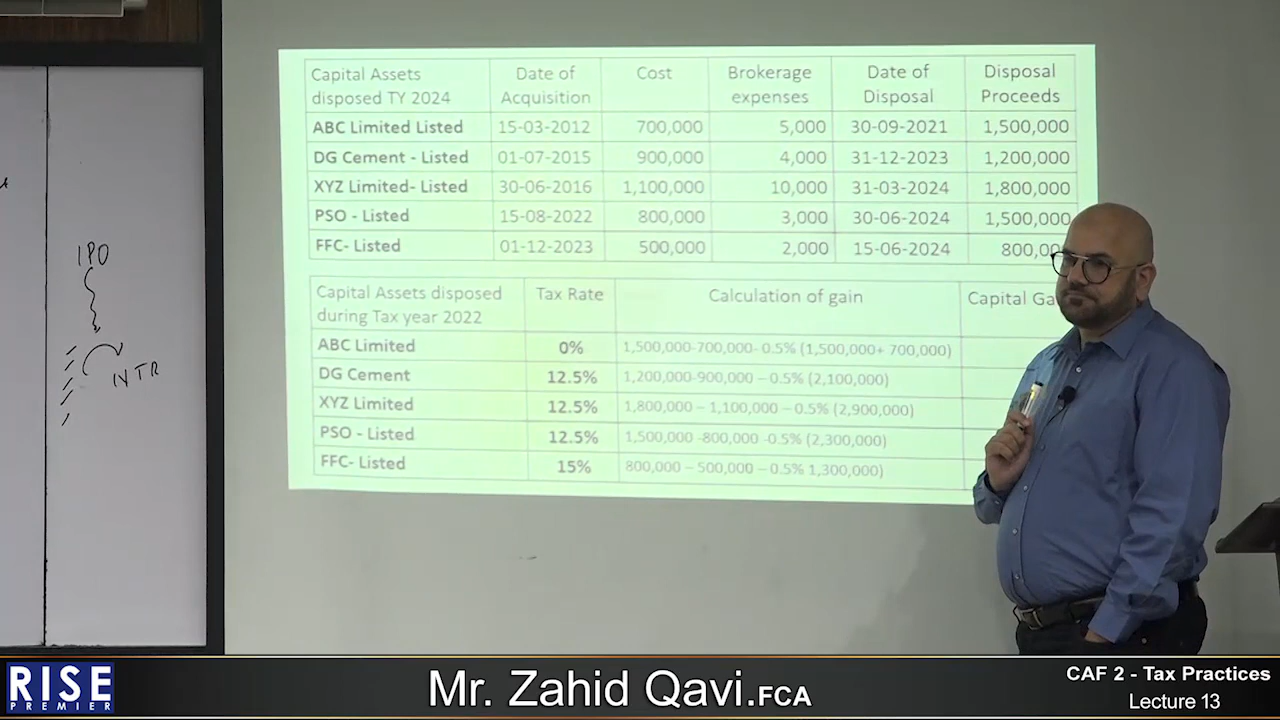 Capital Assets disposed TY 2024 Date of Acquisition Cost Brokerage expenses Date of Disposal Disposal Proceeds
ABC Limited Listed 15-03-2012 700,000 5,000 30-09-2021 1,500,000
DG Cement - Listed 01-07-2015 900,000 4,000 31-12-2023 1,200,000
XYZ Limited- Listed 30-06-2016 1,100,000 10,000 31-03-2024 1,800,000
PSO - Listed 15-08-2022 800,000 3,000 30-06-2024 1,500,000
FFC- Listed 01-12-2023 500,000 2,000 15-06-2024 800,00
Capital Assets disposed during Tax year 2022 Tax Rate Calculation of gain Capital Ga
ABC Limited 0% 1,500,000-700,000- 0.5% (1,500,000+ 700,000)
DG Cement 12.5% 1,200,000-900,000 – 0.5% (2,100,000)
XYZ Limited 12.5% 1,800,000 – 1,100,000 – 0.5% (2,900,000)
PSO - Listed 12.5% 1,500,000 -800,000 -0.5% (2,300,000)
FFC- Listed 15% 800,000 – 500,000 – 0.5% 1,300,000)
IPO
RISE
PREMIER
Mr. Zahid Qavi.FCA
CAF 2 - Tax Practices
Lecture 13